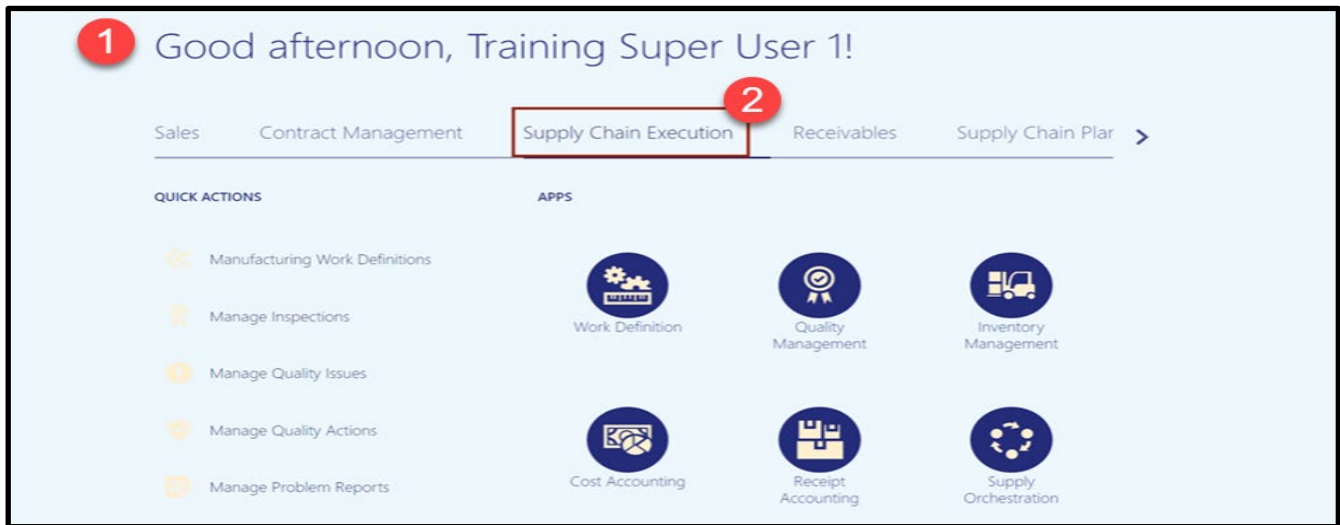 1 Good afternoon, Training Super User 1!
2
Sales Contract Management Supply Chain Execution Receivables Supply Chain Plar
QUICK ACTIONS APPS
Manufacturing Work Definitions
Manage Inspections
Manage Quality Issues
Manage Quality Actions
Manage Problem Reports
Work Definition
Quality
Management
Inventory
Management
Cost Accounting
Receipt
Accounting
Supply
Orchestration